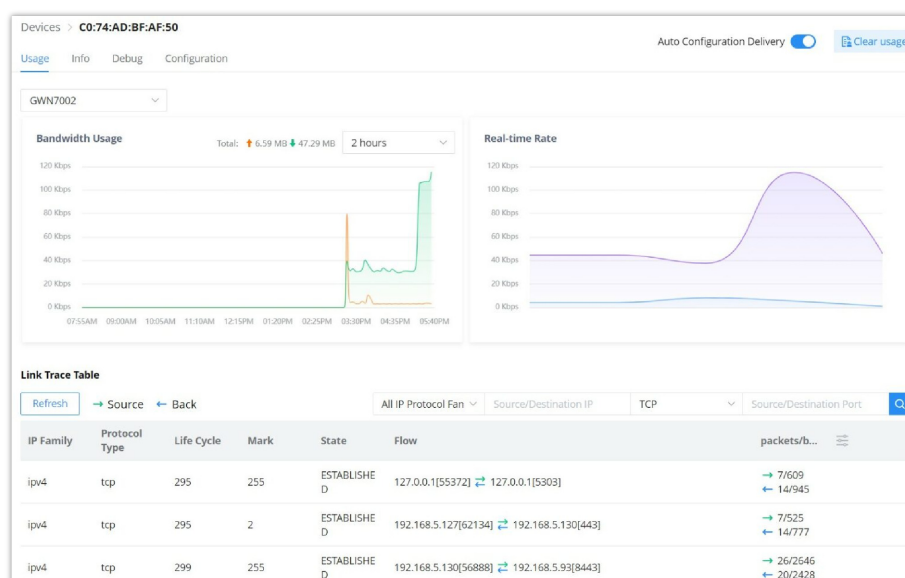 Devices > C0:74:AD:BF:AF:50
Auto Configuration Delivery
Clear usage
Usage Info Debug Configuration
GWN7002
Bandwidth Usage
Total: 6.59 MB 47.29 MB
2 hours
120 Kbps
100 Kbps
80 Kbps
60 Kbps
40 Kbps
20 Kbps
0 Kbps
07:55AM 09:00AM 10:05AM 11:10AM 12:15PM 01:20PM 02:25PM 03:30PM 04:35PM 05:40PM
Real-time Rate
120 Kbps
100 Kbps
80 Kbps
60 Kbps
40 Kbps
20 Kbps
0 Kbps
Link Trace Table
Refresh → Source ← Back All IP Protocol Fan Source/Destination IP TCP Source/Destination Port
IP Family Protocol Type Life Cycle Mark State Flow packets/b...
ipv4 tcp 295 255 ESTABLISHE
D
127.0.0.1[55372] ⇄ 127.0.0.1[5303]
→ 7/609
← 14/945
ipv4 tcp 295 2 ESTABLISHE
D
192.168.5.127[62134] ⇄ 192.168.5.130[443]
→ 7/525
← 14/777
ipv4 tcp 299 255 ESTABLISHE
D
192.168.5.130[56888] ⇄ 192.168.5.93[8443]
→ 26/2646
← 20/2428